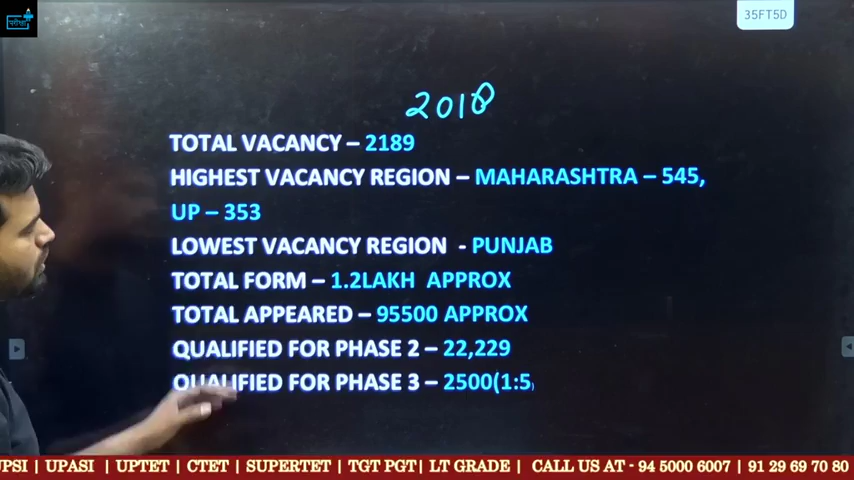 परीक्षा
35FT5D
2018
TOTAL VACANCY – 2189
HIGHEST VACANCY REGION – MAHARASHTRA – 545,
UP – 353
LOWEST VACANCY REGION - PUNJAB
TOTAL FORM – 1.2LAKH APPROX
TOTAL APPEARED – 95500 APPROX
QUALIFIED FOR PHASE 2 – 22,229
QUALIFIED FOR PHASE 3 – 2500(1:5
UPSI | UPASI | UPTET | CTET | SUPERTET | TGT PGT| LT GRADE | CALL US AT - 94 5000 6007 | 91 29 69 70 80